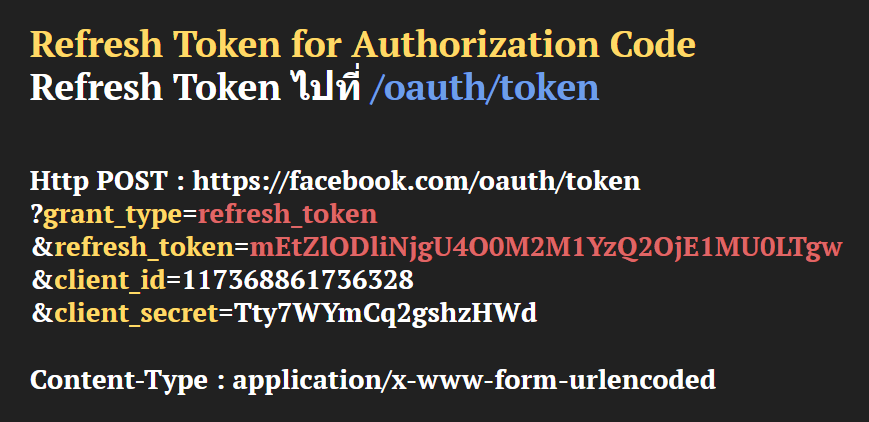 Refresh Token for Authorization Code
Refresh Token ไปที่ /oauth/token
Http POST : https://facebook.com/oauth/token
?grant_type=refresh_token
&refresh_token=mEtZlODliNjgU4O0M2M1YzQ2OjE1MU0LTgw
&client_id=117368861736328
&client_secret=Tty7WYmCq2gshzHWd
Content-Type : application/x-www-form-urlencoded